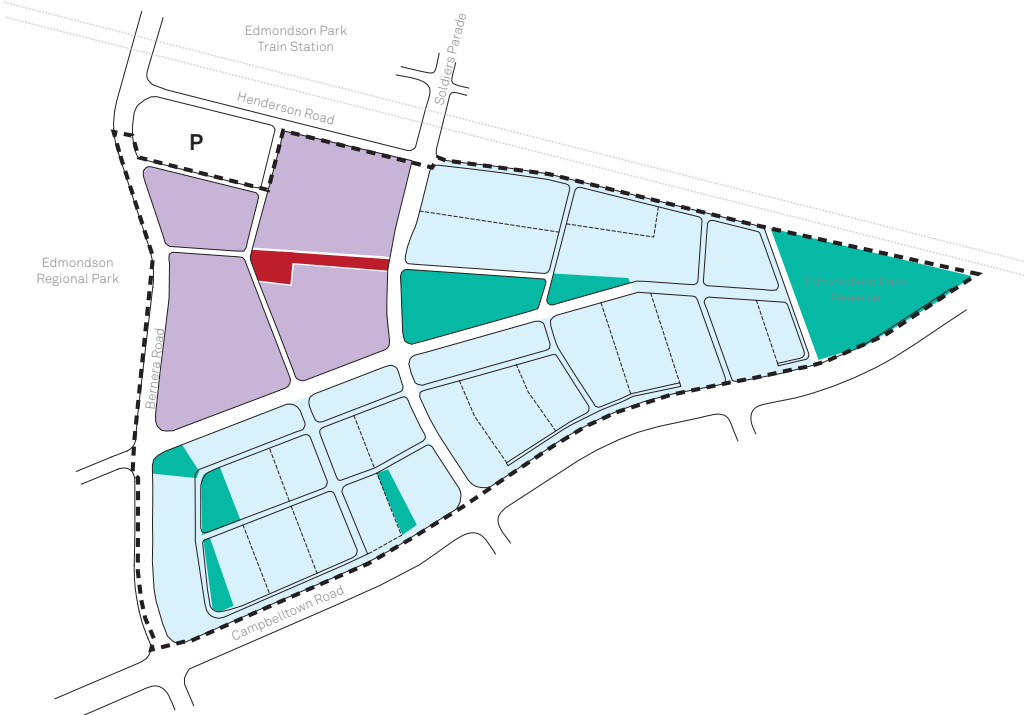 Edmondson Park
Train Station
Soldiers Parade
Henderson Road
P
Edmondson
Regional Park
Edmondson Park
Reserve
Bernera Road
Campbelltown Road